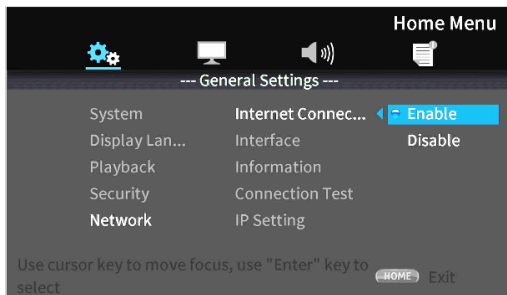 Home Menu
--- General Settings ---
System Internet Connec... Enable
Display Lan... Interface Disable
Playback Information
Security Connection Test
Network IP Setting
Use cursor key to move focus, use "Enter" key to
select
HOME Exit